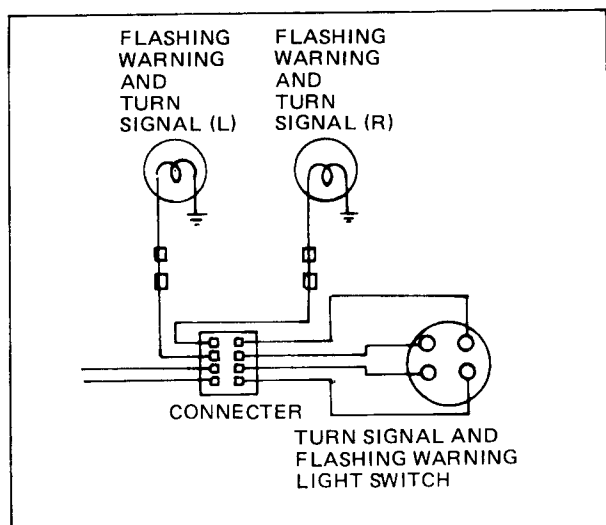 FLASHING
WARNING
AND
TURN
SIGNAL (L)
FLASHING
WARNING
AND
TURN
SIGNAL (R)
CONNECTER
TURN SIGNAL AND
FLASHING WARNING
LIGHT SWITCH